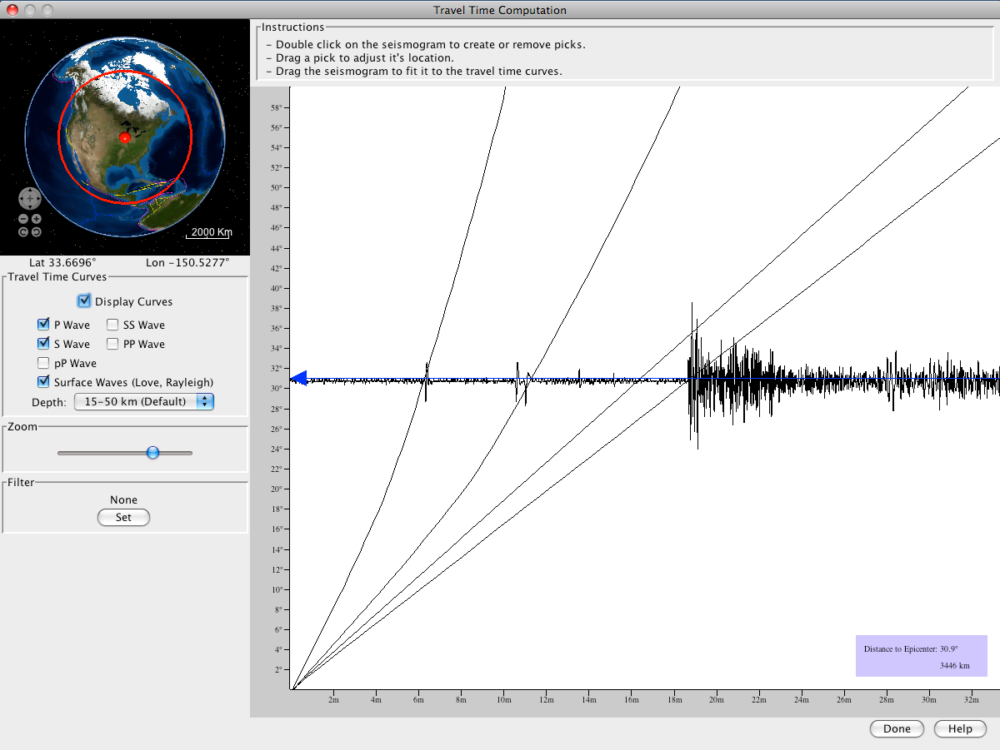 Travel Time Computation
Instructions
- Double click on the seismogram to create or remove picks.
- Drag a pick to adjust it's location.
- Drag the seismogram to fit it to the travel time curves.
2000 Km
Lat 33.6696° Lon -150.5277°
Travel Time Curves
Display Curves
P Wave SS Wave
S Wave PP Wave
pP Wave
Surface Waves (Love, Rayleigh)
Depth: 15-50 km (Default)
Zoom
Filter
None
Set
58°
56°
54°
52°
50°
48°
46°
44°
42°
40°
38°
36°
34°
32°
30°
28°
26°
24°
22°
20°
18°
16°
14°
12°
10°
8°
6°
4°
2°
Distance to Epicenter: 30.9°
3446 km
2m 4m 6m 8m 10m 12m 14m 16m 18m 20m 22m 24m 26m 28m 30m 32m
Done Help